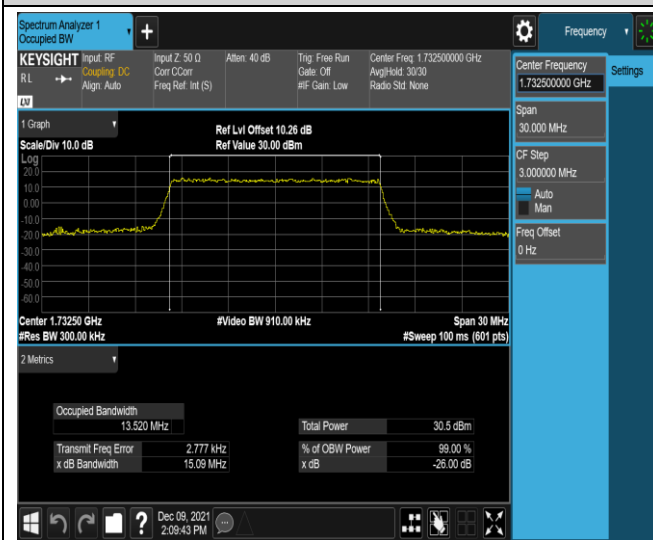 Spectrum Analyzer 1
Occupied BW
+
Frequency
KEYSIGHT
Input: RF
Coupling: DC
Align: Auto
Input Z: 50 Ω
Corr CCorr
Freq Ref: Int (S)
Atten: 40 dB
Trig: Free Run
Gate: Off
#IF Gain: Low
Center Freq: 1.732500000 GHz
Avg|Hold: 30/30
Radio Std: None
RL
LXI
Center Frequency
1.732500000 GHz
Settings
Span
30.000 MHz
CF Step
3.000000 MHz
Auto
Man
Freq Offset
0 Hz
1 Graph
Scale/Div 10.0 dB
Ref Lvl Offset 10.26 dB
Ref Value 30.00 dBm
Log
20.0
10.0
0.00
-10.0
-20.0
-30.0
-40.0
-50.0
-60.0
Center 1.73250 GHz
#Video BW 910.00 kHz
Span 30 MHz
#Res BW 300.00 kHz
#Sweep 100 ms (601 pts)
2 Metrics
Occupied Bandwidth
13.520 MHz
Total Power 30.5 dBm
Transmit Freq Error 2.777 kHz
% of OBW Power 99.00 %
x dB Bandwidth 15.09 MHz
x dB -26.00 dB
?
Dec 09, 2021
2:09:43 PM